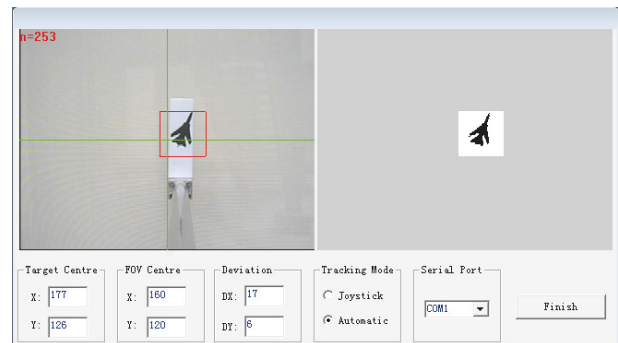 n=253
Target Centre
X: 177
Y: 126
FOV Centre
X: 160
Y: 120
Deviation
DX: 17
DY: 6
Tracking Mode
Joystick
Automatic
Serial Port
COM1
Finish